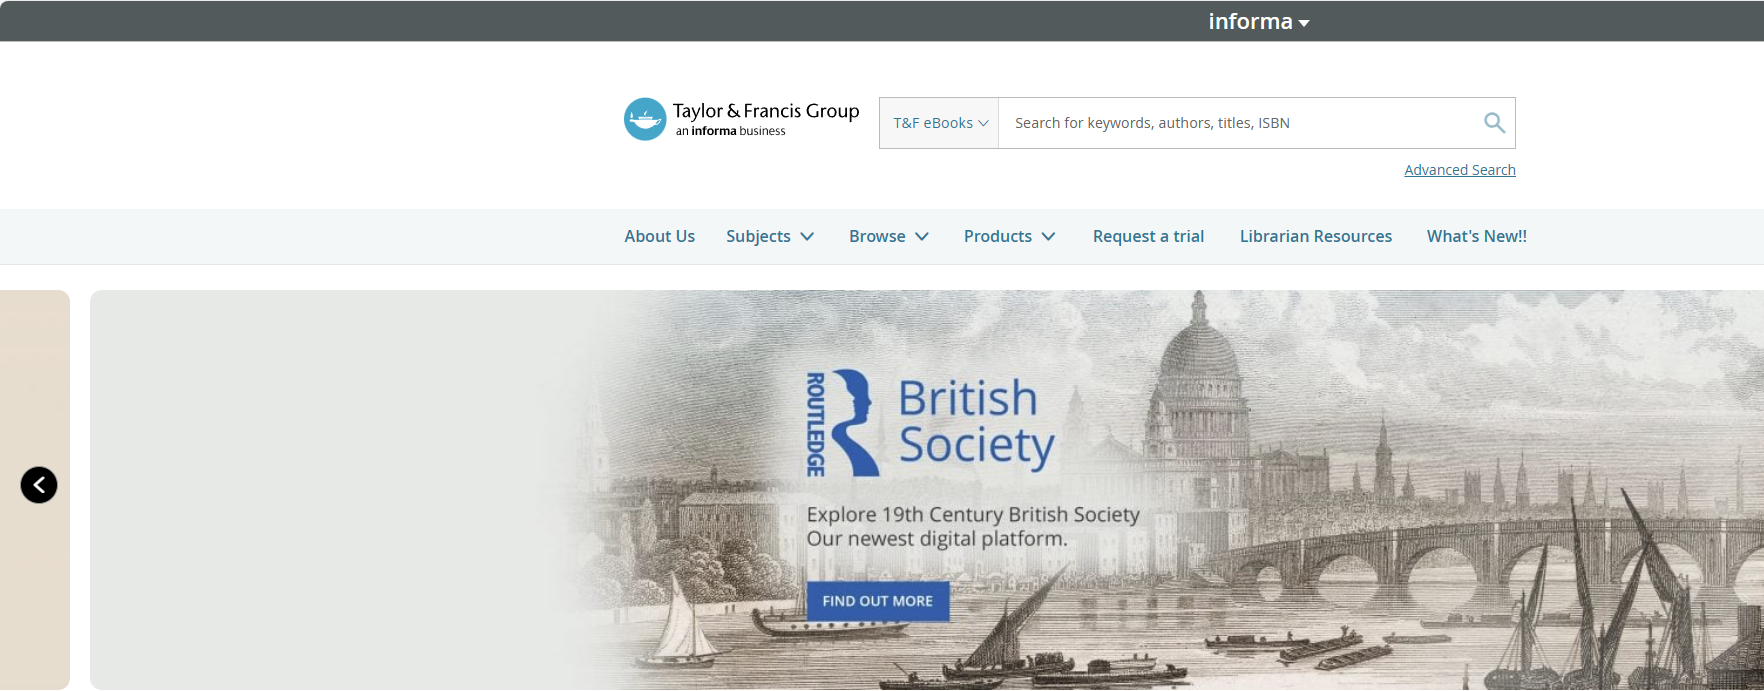 informa
Taylor & Francis Group
an informa business
T&F eBooks
Search for keywords, authors, titles, ISBN
Advanced Search
About Us
Subjects
Browse
Products
Request a trial
Librarian Resources
What's New!!
ROUTLEDGE
British
Society
Explore 19th Century British Society
Our newest digital platform.
FIND OUT MORE